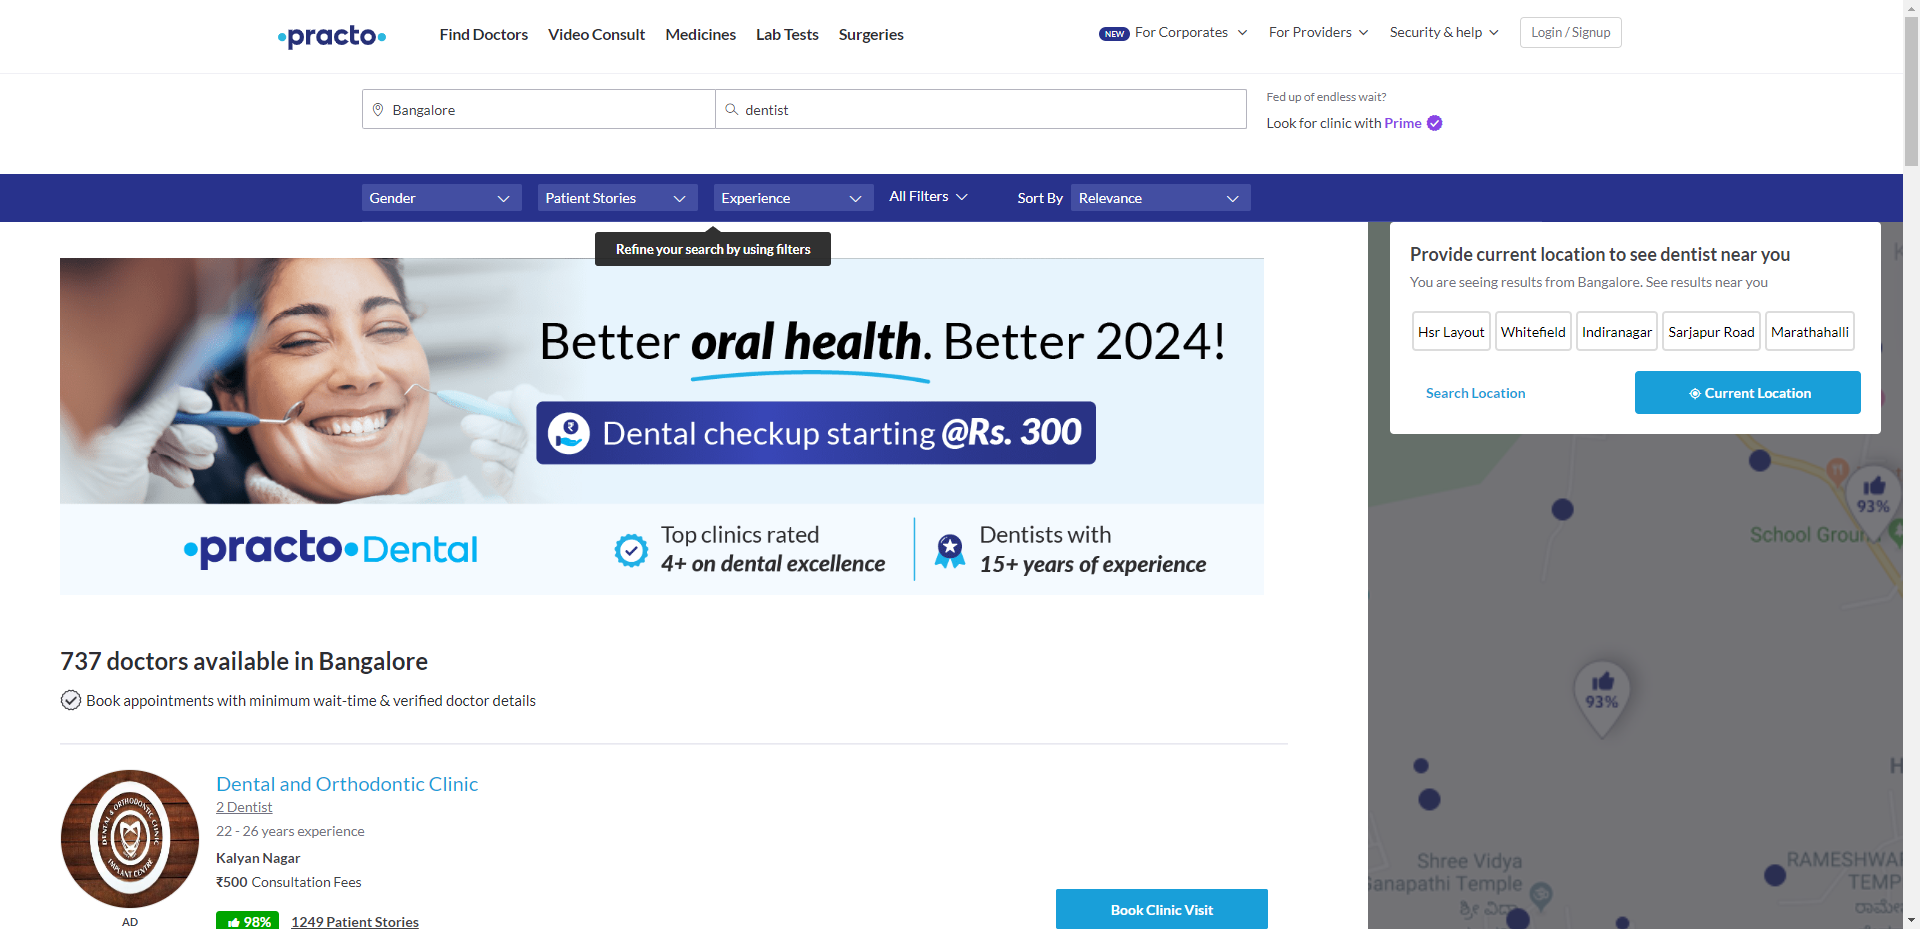 practo
Find Doctors
Video Consult
Medicines
Lab Tests
Surgeries
NEW
For Corporates
For Providers
Security & help
Login / Signup
Bangalore
dentist
Fed up of endless wait?
Look for clinic with Prime
Gender
Patient Stories
Experience
All Filters
Sort By
Relevance
Refine your search by using filters
Better oral health. Better 2024!
Dental checkup starting @Rs. 300
practo Dental
Top clinics rated
4+ on dental excellence
Dentists with
15+ years of experience
737 doctors available in Bangalore
Book appointments with minimum wait-time & verified doctor details
DENTAL & ORTHODONTIC CLINIC
IMPLANT CENTRE
AD
Dental and Orthodontic Clinic
2 Dentist
22 - 26 years experience
Kalyan Nagar
₹500 Consultation Fees
98%
1249 Patient Stories
Book Clinic Visit
Provide current location to see dentist near you
You are seeing results from Bangalore. See results near you
Hsr Layout
Whitefield
Indiranagar
Sarjapur Road
Marathahalli
Search Location
Current Location
93%
School Groun
93%
Shree Vidya
Ganapathi Temple
ಶ್ರೀ ವಿದ್ಯಾ
RAMESHWA
TEMP